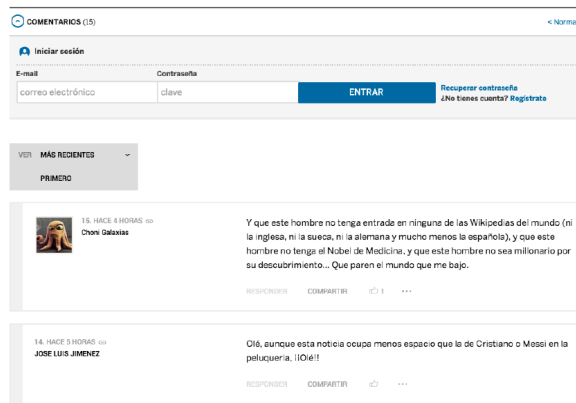 COMENTARIOS (15)
< Norma
Iniciar sesión
E-mail
Contraseña
correo electrónico
clave
ENTRAR
Recuperar contraseña
¿No tienes cuenta? Regístrate
VER MÁS RECIENTES
PRIMERO
15. HACE 4 HORAS
Choni Galaxias
Y que este hombre no tenga entrada en ninguna de las Wikipedias del mundo (ni
la inglesa, ni la sueca, ni la alemana y mucho menos la española), y que este
hombre no tenga el Nobel de Medicina, y que este hombre no sea millonario por
su descubrimiento... Que paren el mundo que me bajo.
RESPONDER COMPARTIR 1 ...
14. HACE 5 HORAS
JOSE LUIS JIMENEZ
Olé, aunque esta noticia ocupa menos espacio que la de Cristiano o Messi en la
peluqueria, ¡¡Olé!!
RESPONDER COMPARTIR ...